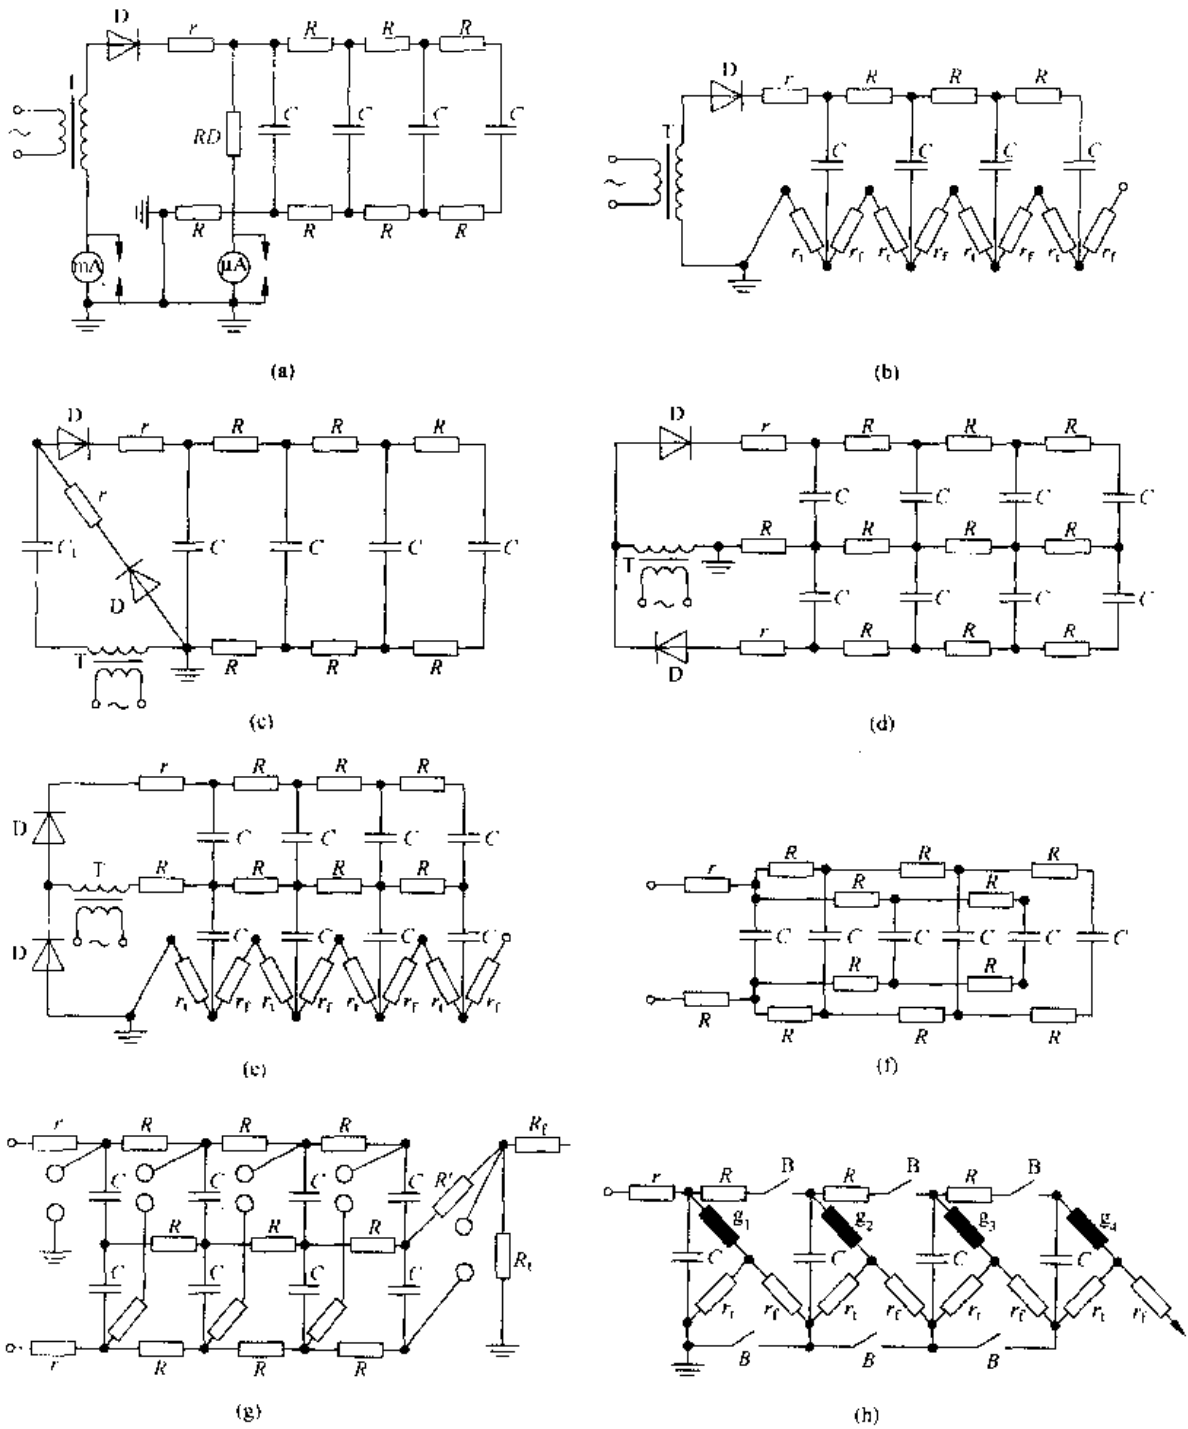 D r R R R
T
RD C C C C
R R R R
mA μA
(a)
D r R R R
T C C C C
r_t r_f r_t r_f r_t r_f r_t r_f
(b)
D r R R R
r
C_1 C C C C
D
T R R R
(c)
D r R R R
C C C C
R R R R
T
C C C C
r R R R
D
(d)
r R R R
D C C C C
T R R R R
D C C C C
r_t r_f r_t r_f r_t r_f r_t r_f
(e)
r R R R
R R
C C C C C C
R R
R R R R
(f)
r R R R R_f
C C C C R'
R R R
C C C C R_t
r R R R
(g)
r R B R B R B
g_1 g_2 g_3 g_4
C C C C
r_t r_f r_t r_f r_t r_f r_t r_f
B B B
(h)